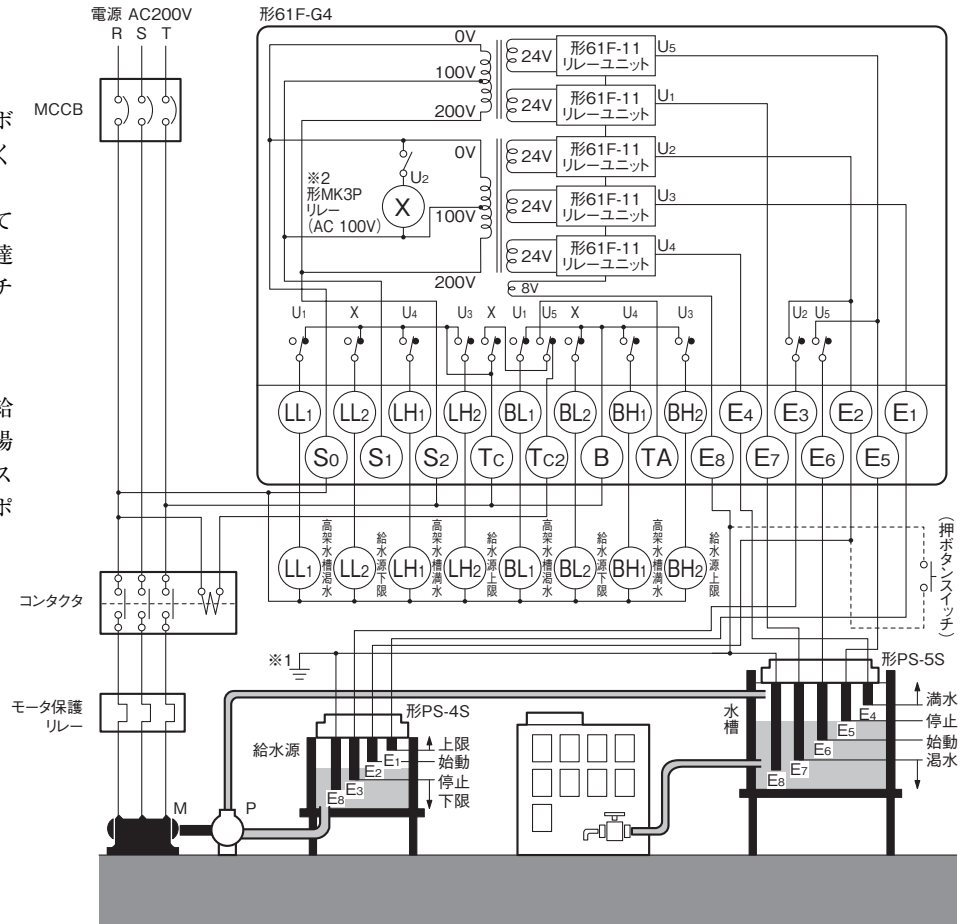 電源 AC200V
R S T
MCCB
ボ
く
て
達
チ
給
場
ス
ポ
形61F-G4
0V
100V
200V
0V
100V
200V
24V
形61F-11
リレーユニット
U5
24V
形61F-11
リレーユニット
U1
24V
形61F-11
リレーユニット
U2
24V
形61F-11
リレーユニット
U3
24V
形61F-11
リレーユニット
U4
8V
※2
形MK3P
リレー
(AC 100V)
U2
X
U1 X U4 U3 X U1 U5 X U4 U3 U2 U5
LL1 LL2 LH1 LH2 BL1 BL2 BH1 BH2 E4 E3 E2 E1
S0 S1 S2 Tc Tc2 B TA E8 E7 E6 E5
LL1
高架水槽渇水
LL2
給水源下限
LH1
高架水槽満水
LH2
給水源上限
BL1
高架水槽渇水
BL2
給水源下限
BH1
高架水槽満水
BH2
給水源上限
(押ボタンスイッチ)
コンタクタ
モータ保護
リレー
M
P
※1
形PS-4S
給水源
E1
E2
E3
E8
上限
始動
停止
下限
形PS-5S
水槽
E4
E5
E6
E7
E8
満水
停止
始動
渇水